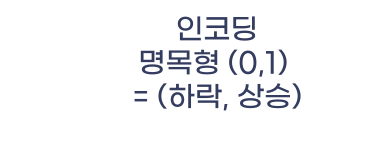 인코딩
명목형 (0,1)
= (하락, 상승)